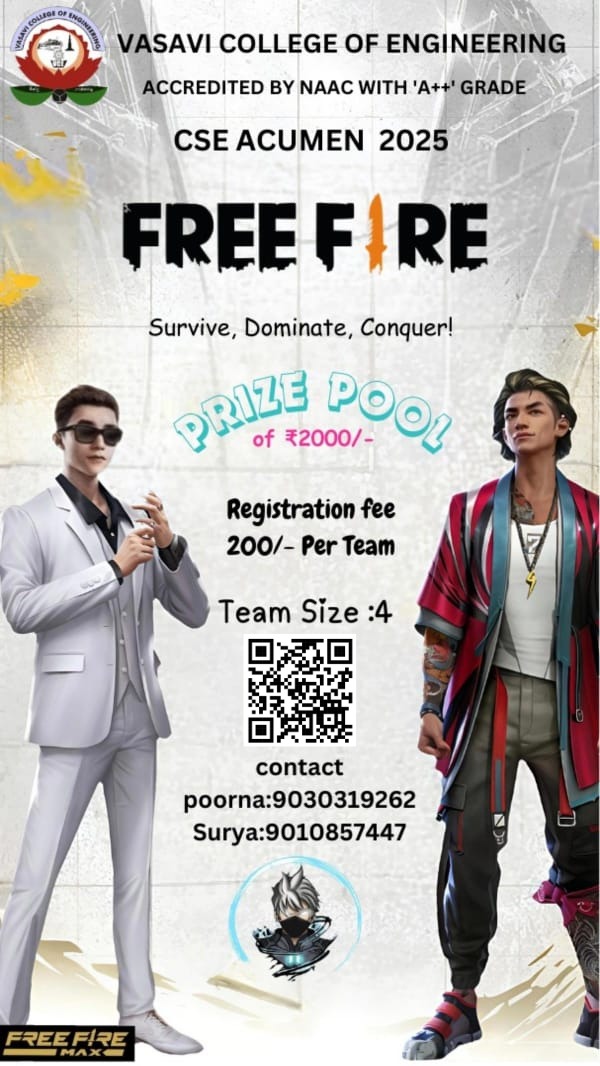 VASAVI COLLEGE OF ENGINEERING
ACCREDITED BY NAAC WITH 'A++' GRADE
CSE ACUMEN 2025
FREE FIRE
Survive, Dominate, Conquer!
PRIZE POOL
of ₹2000/-
Registration fee
200/- Per Team
Team Size :4
contact
poorna:9030319262
Surya:9010857447
FREE FIRE
MAX